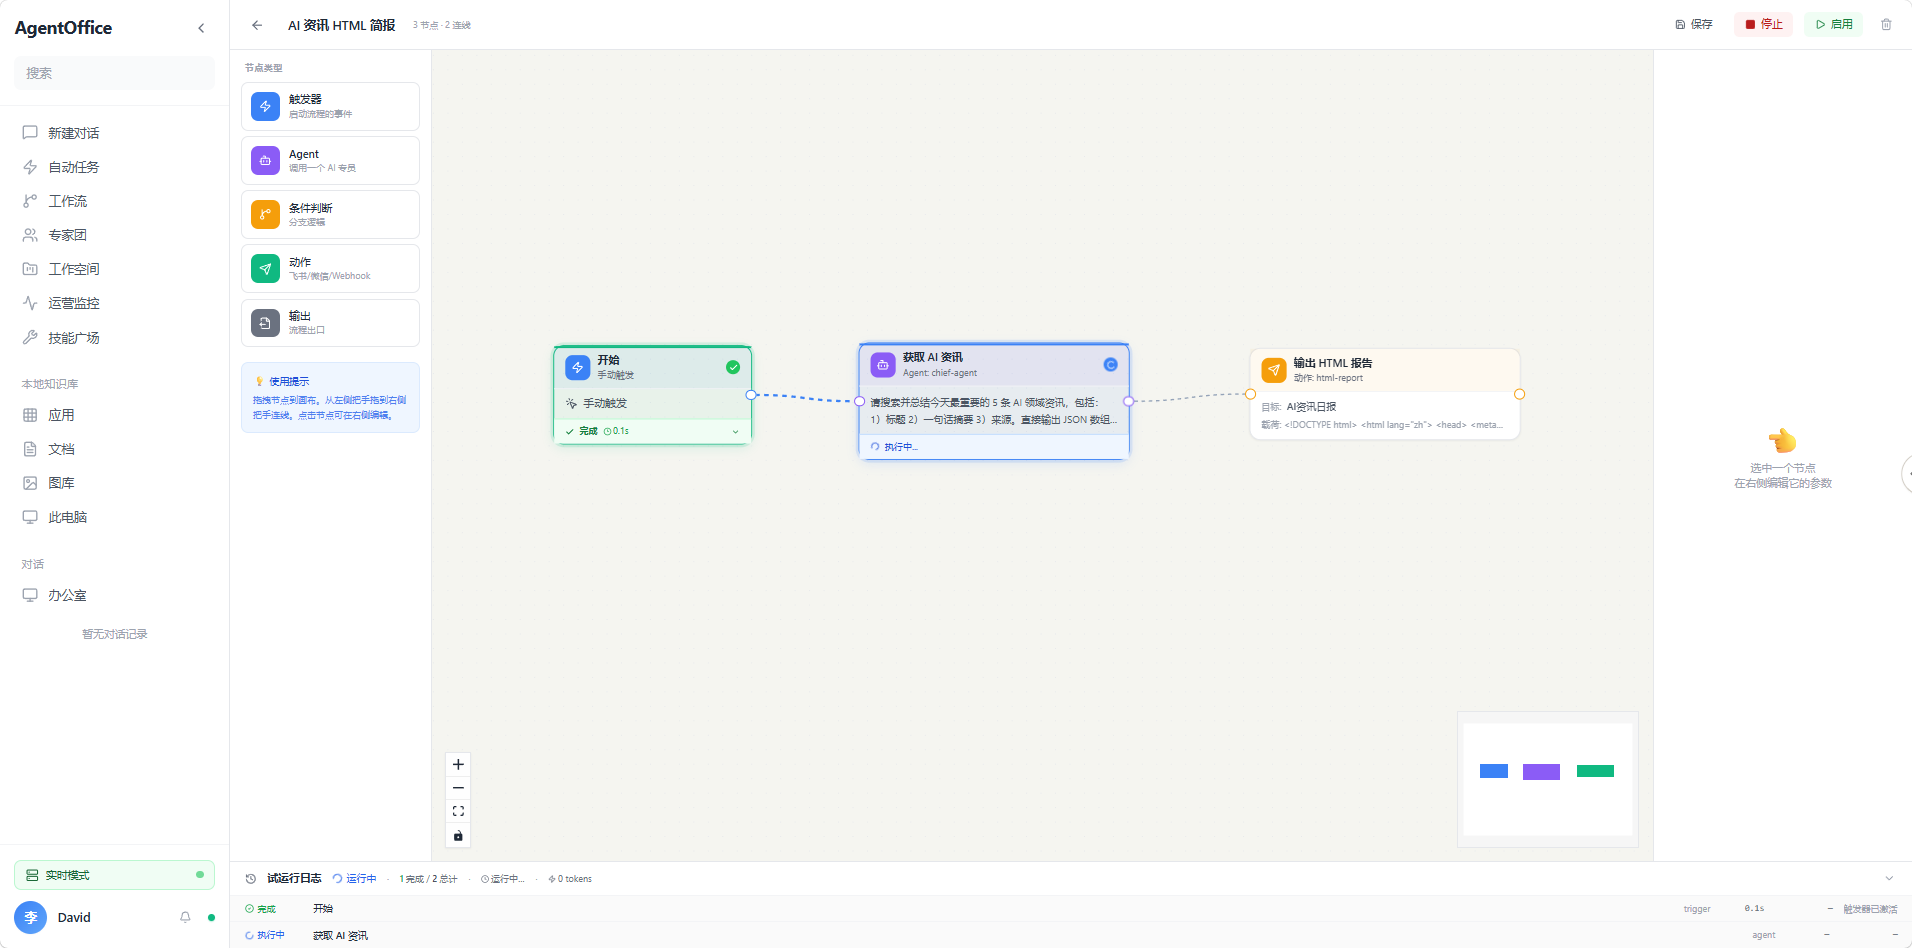 AgentOffice
搜索
新建对话
自动任务
工作流
专家团
工作空间
运营监控
技能广场
本地知识库
应用
文档
图库
此电脑
对话
办公室
暂无对话记录
实时模式
李 David
AI 资讯 HTML 简报 3 节点 · 2 连线
保存 停止 启用
节点类型
触发器
启动流程的事件
Agent
调用一个 AI 专员
条件判断
分支逻辑
动作
飞书/微信/Webhook
输出
流程出口
使用提示
拖拽节点到画布。从左侧把手拖到右侧
把手连线。点击节点可在右侧编辑。
开始
手动触发
手动触发
完成 0.1s
获取 AI 资讯
Agent: chief-agent
请搜索并总结今天最重要的 5 条 AI 领域资讯，包括：
1）标题 2）一句话摘要 3）来源。直接输出 JSON 数组...
执行中...
输出 HTML 报告
动作: html-report
目标: AI资讯日报
载荷: <!DOCTYPE html> <html lang="zh"> <head> <meta...
选中一个节点
在右侧编辑它的参数
试运行日志 运行中 · 1 完成 / 2 总计 · 运行中... · 0 tokens
完成 开始 trigger 0.1s – 触发器已激活
执行中 获取 AI 资讯 agent – –